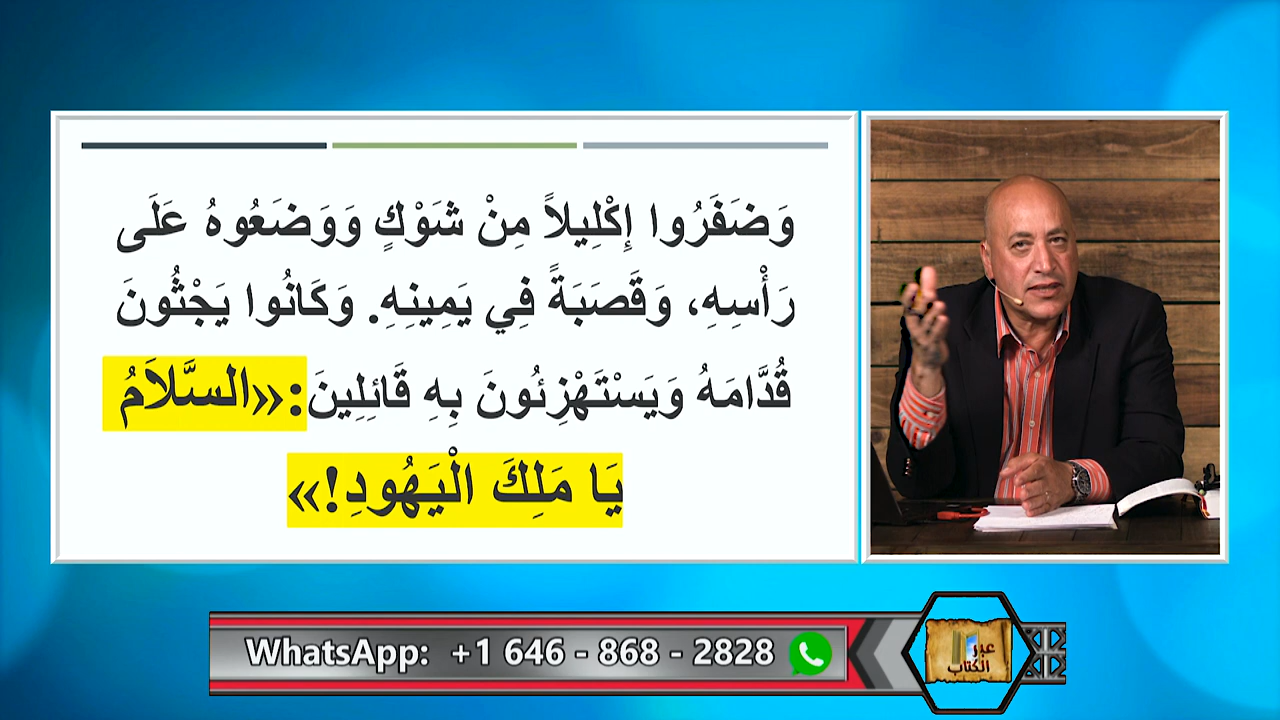 وَضَفَرُوا إِكْلِيلاً مِنْ شَوْكٍ وَوَضَعُوهُ عَلَى
رَأْسِهِ، وَقَصَبَةً فِي يَمِينِهِ. وَكَانُوا يَجْثُونَ
قُدَّامَهُ وَيَسْتَهْزِئُونَ بِهِ قَائِلِينَ:«السَّلاَمُ
يَا مَلِكَ الْيَهُودِ!»
WhatsApp: +1 646 - 868 - 2828
عبر
الكتاب